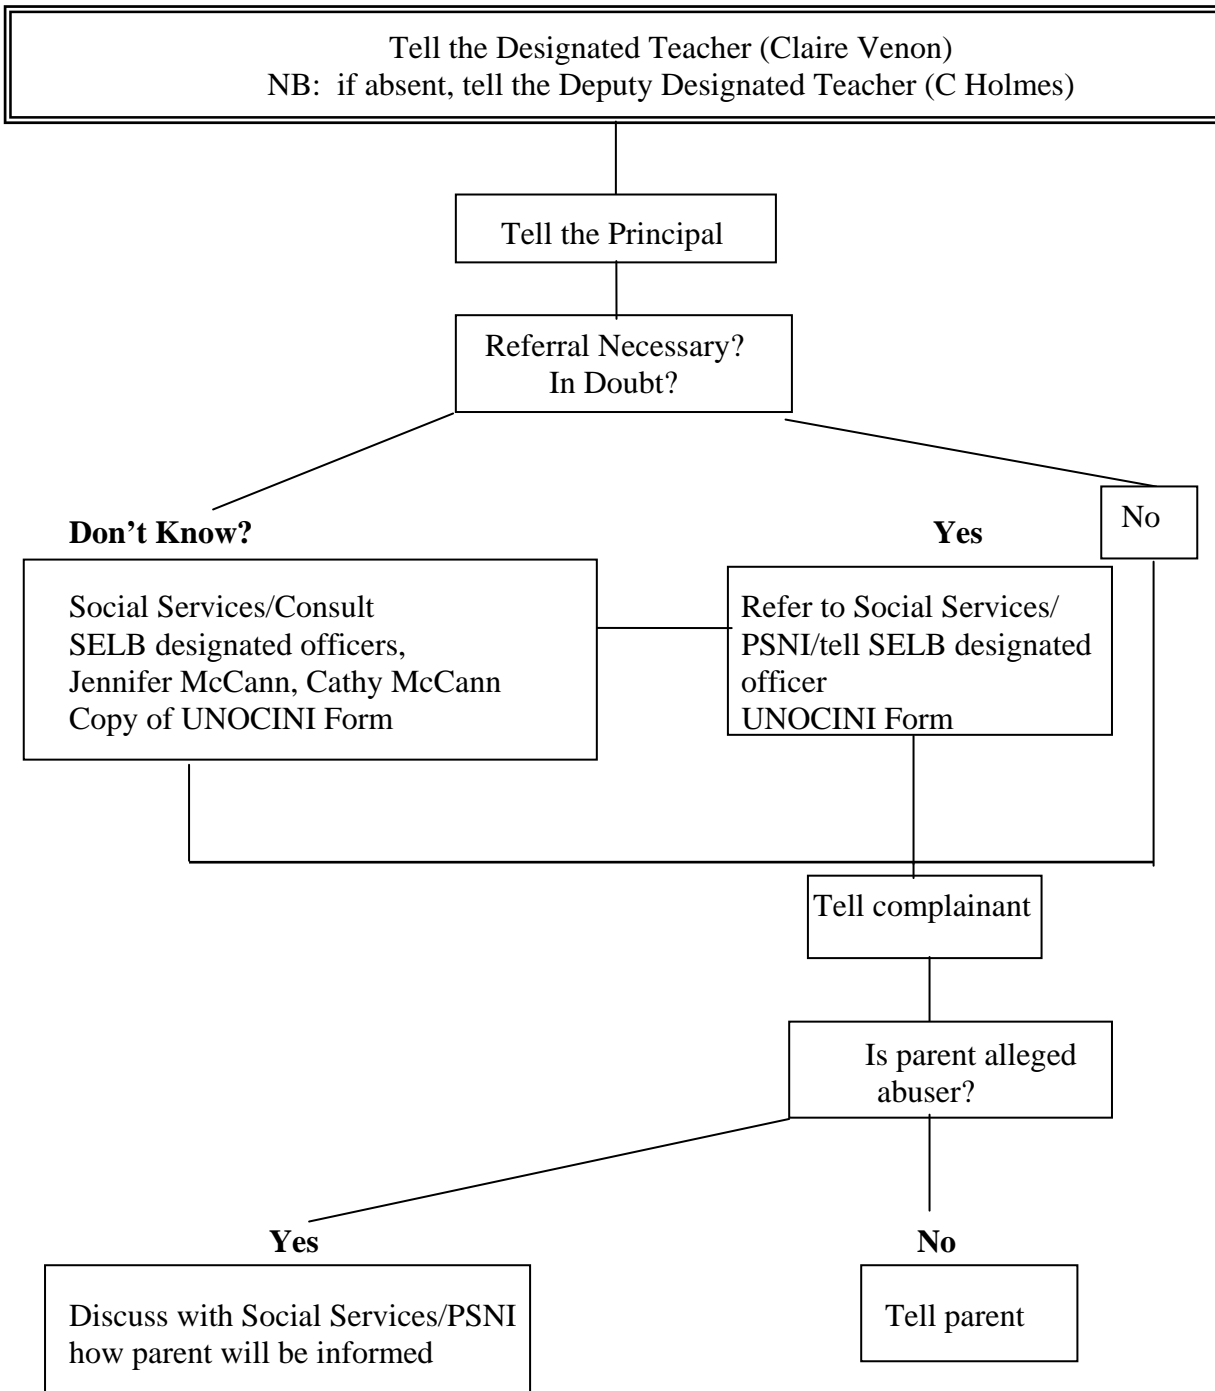 Tell the Designated Teacher (Claire Venon)
NB: if absent, tell the Deputy Designated Teacher (C Holmes)
Tell the Principal
Referral Necessary?
In Doubt?
Don't Know?
Social Services/Consult
SELB designated officers,
Jennifer McCann, Cathy McCann
Copy of UNOCINI Form
Yes
Refer to Social Services/
PSNI/tell SELB designated
officer
UNOCINI Form
No
Tell complainant
Is parent alleged
abuser?
Yes
Discuss with Social Services/PSNI
how parent will be informed
No
Tell parent